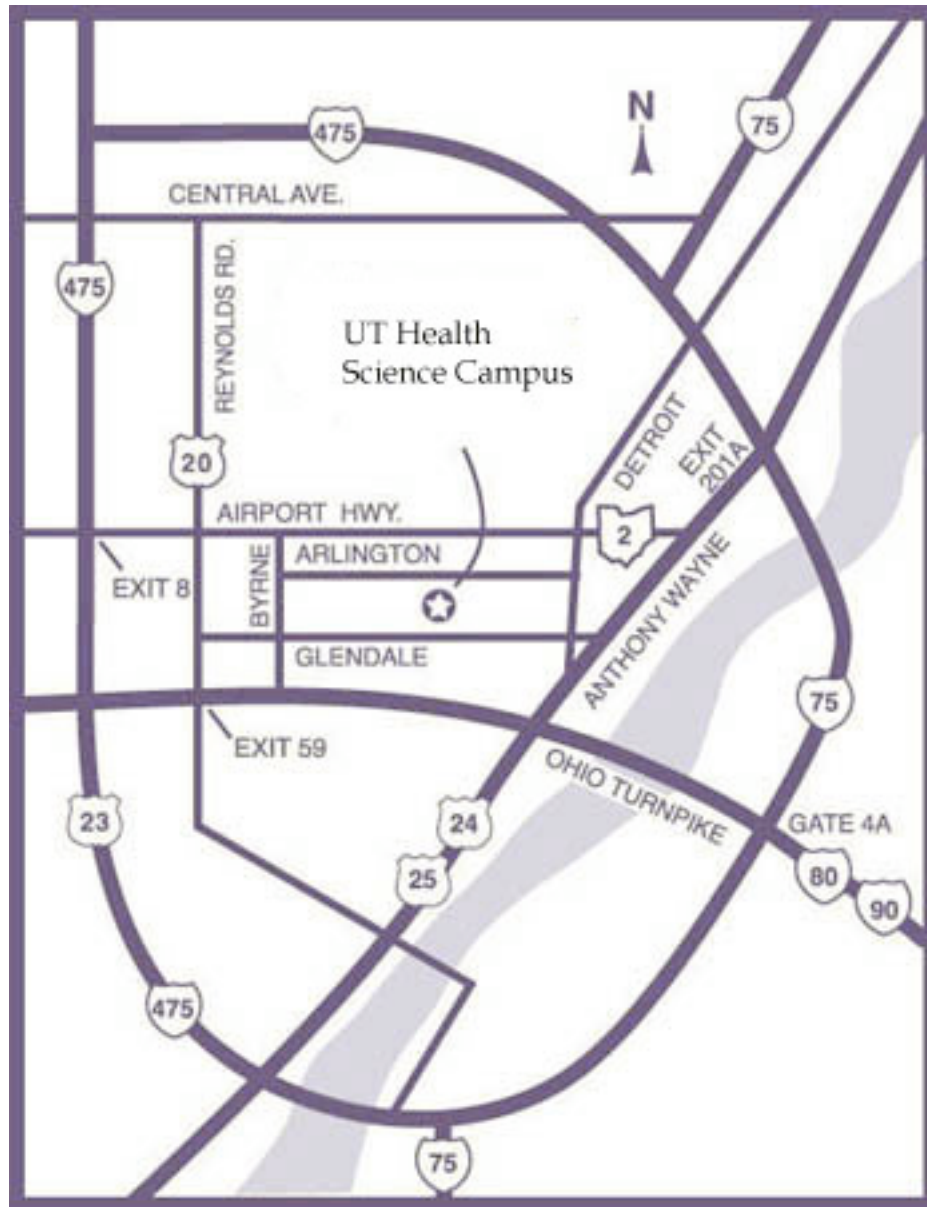 475
N
75
CENTRAL AVE.
475
REYNOLDS RD.
UT Health
Science Campus
20
DETROIT
EXIT
201A
AIRPORT HWY.
2
BYRNE
ARLINGTON
EXIT 8
ANTHONY WAYNE
GLENDALE
75
EXIT 59
OHIO TURNPIKE
23
24
GATE 4A
25
80
90
475
75